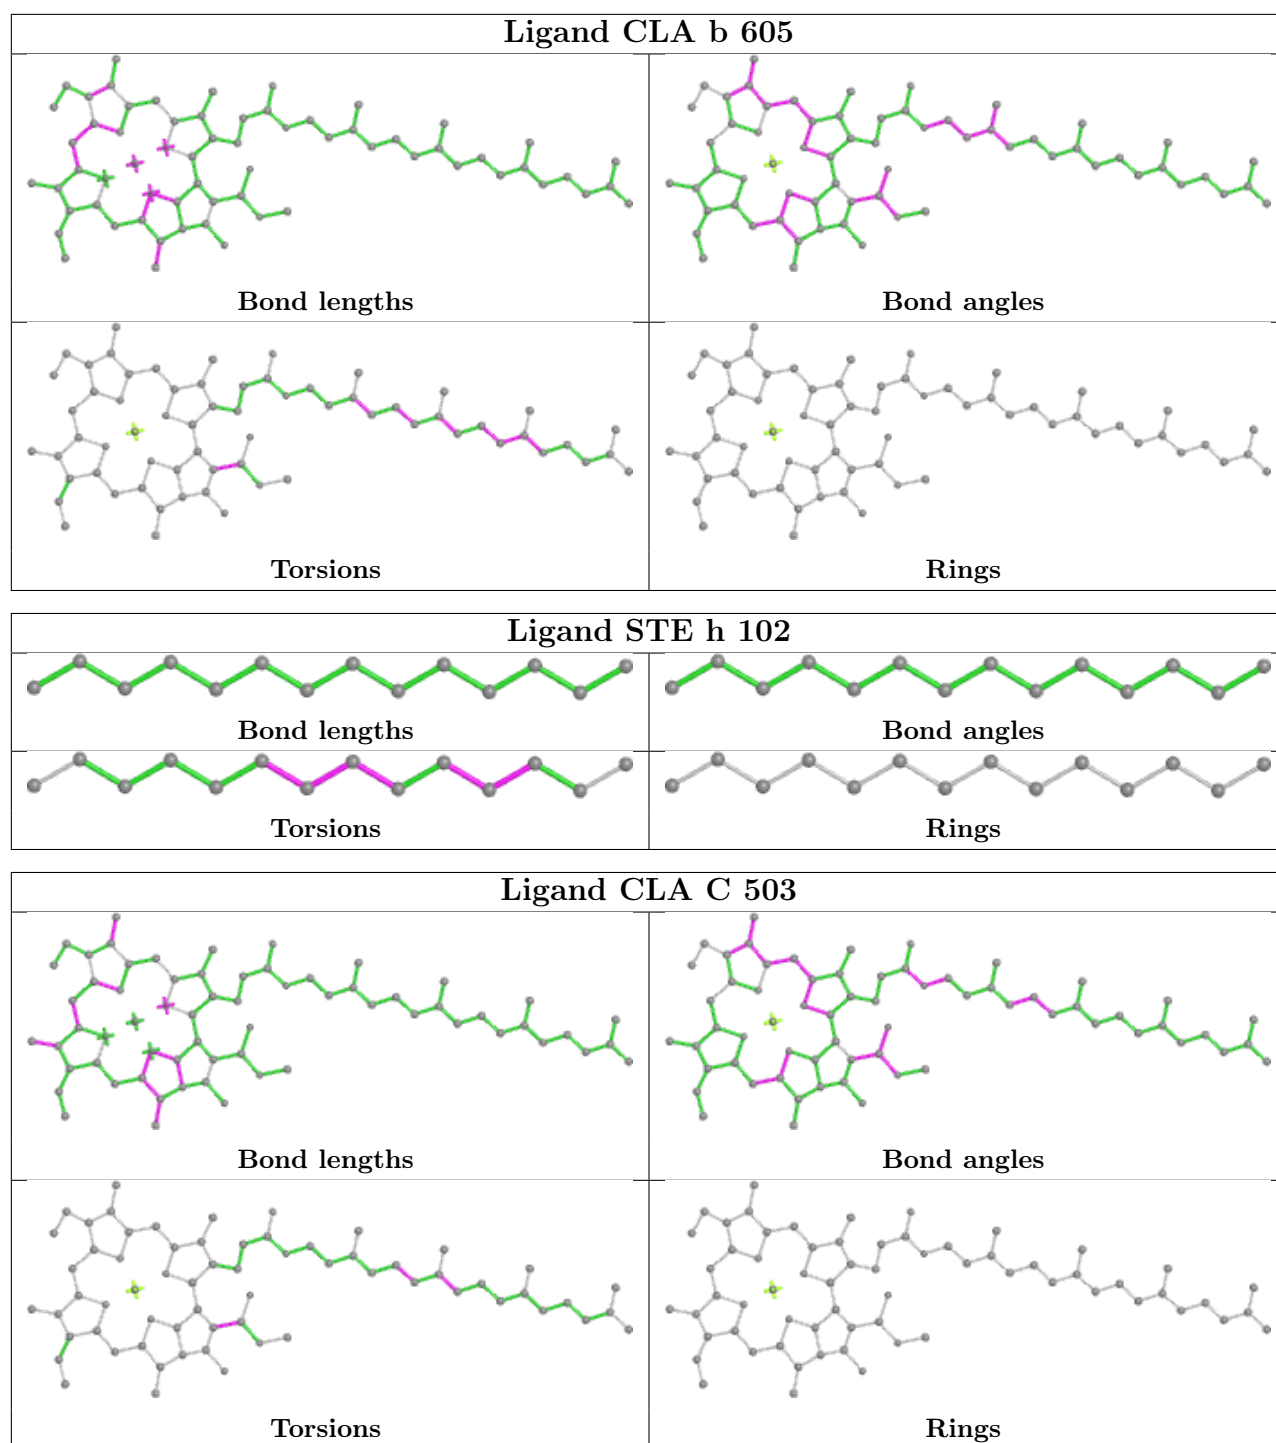 Ligand CLA b 605
Bond lengths
Bond angles
Torsions
Rings
Ligand STE h 102
Bond lengths
Bond angles
Torsions
Rings
Ligand CLA C 503
Bond lengths
Bond angles
Torsions
Rings